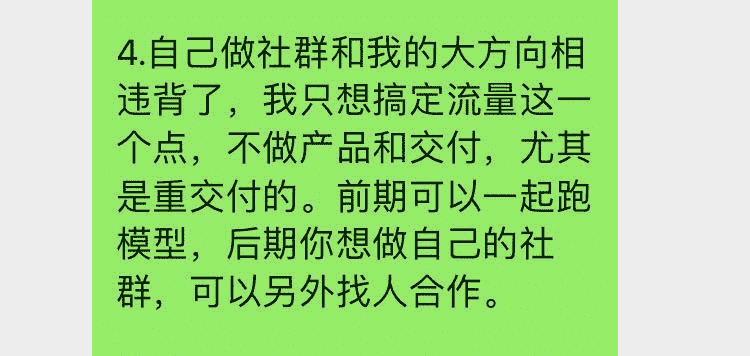 4.自己做社群和我的大方向相
违背了，我只想搞定流量这一
个点，不做产品和交付，尤其
是重交付的。前期可以一起跑
模型，后期你想做自己的社
群，可以另外找人合作。